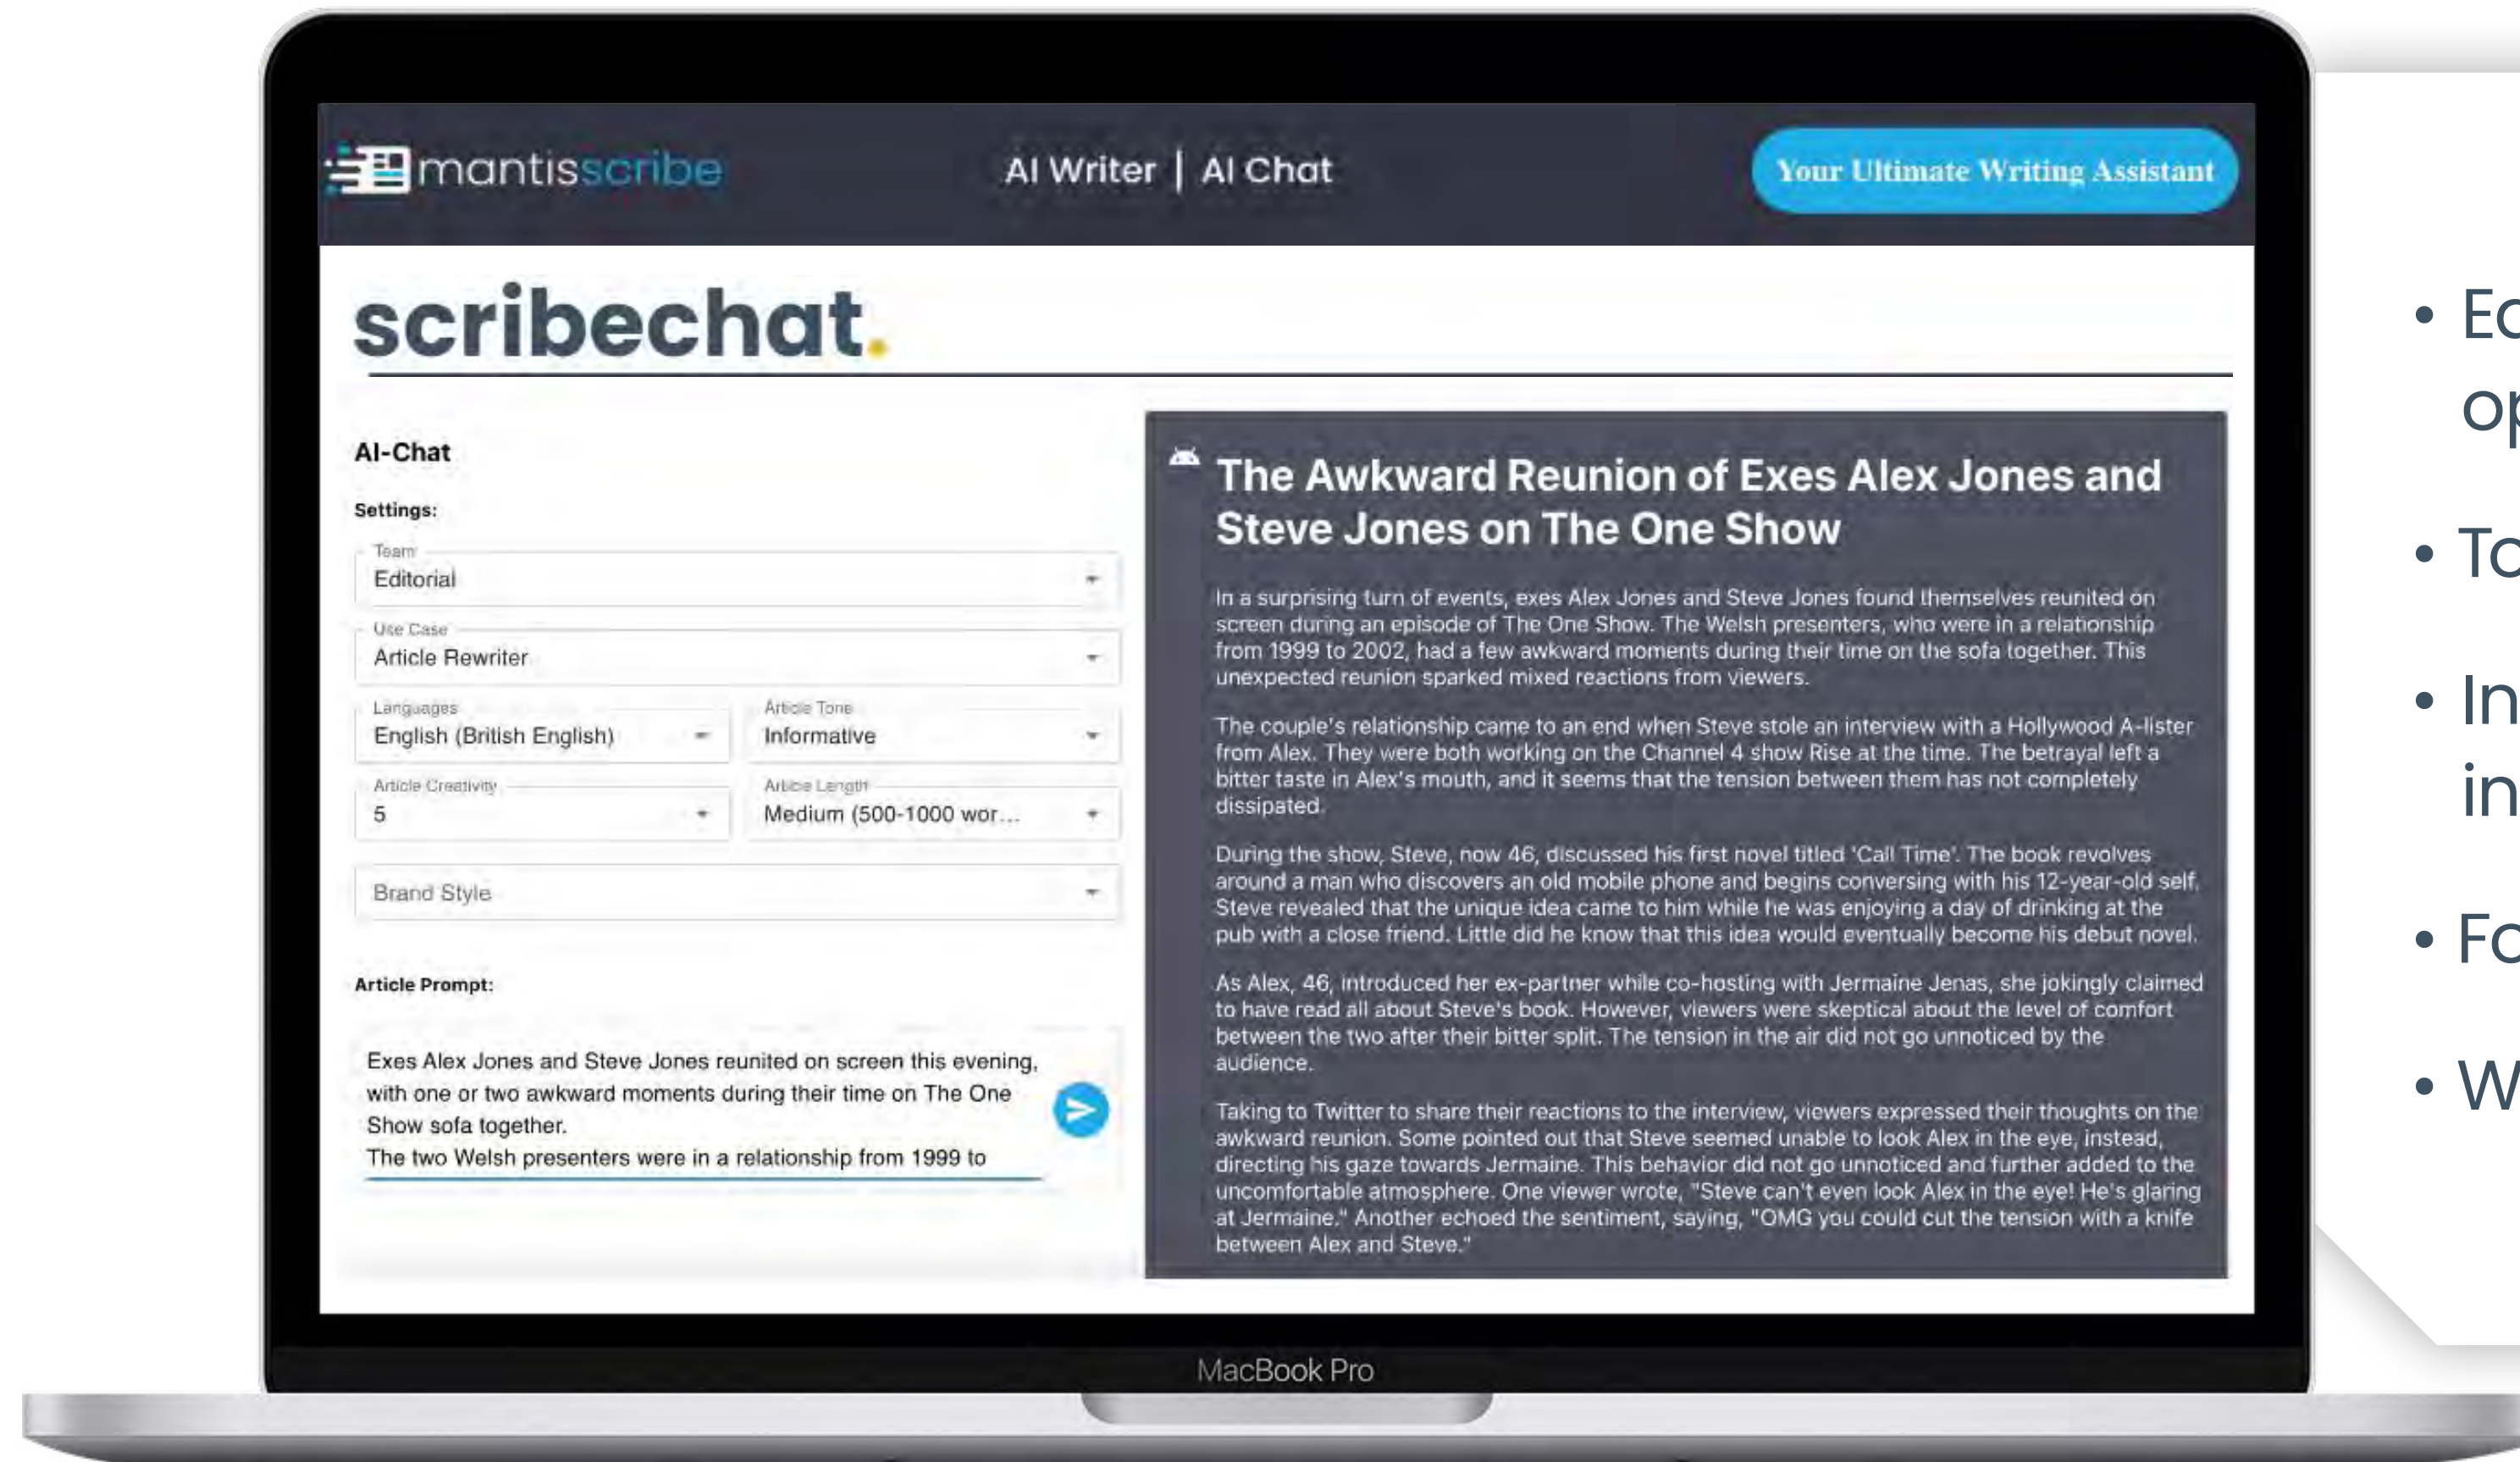 mantisscribe
AI Writer | AI Chat
Your Ultimate Writing Assistant
scribechat.
AI-Chat
Settings:
Team
Editorial
Use Case
Article Rewriter
Languages
English (British English)
Article Tone
Informative
Article Creativity
5
Article Length
Medium (500-1000 wor...
Brand Style
Article Prompt:
Exes Alex Jones and Steve Jones reunited on screen this evening,
with one or two awkward moments during their time on The One
Show sofa together.
The two Welsh presenters were in a relationship from 1999 to
The Awkward Reunion of Exes Alex Jones and
Steve Jones on The One Show
In a surprising turn of events, exes Alex Jones and Steve Jones found themselves reunited on
screen during an episode of The One Show. The Welsh presenters, who were in a relationship
from 1999 to 2002, had a few awkward moments during their time on the sofa together. This
unexpected reunion sparked mixed reactions from viewers.
The couple's relationship came to an end when Steve stole an interview with a Hollywood A-lister
from Alex. They were both working on the Channel 4 show Rise at the time. The betrayal left a
bitter taste in Alex's mouth, and it seems that the tension between them has not completely
dissipated.
During the show, Steve, now 46, discussed his first novel titled 'Call Time'. The book revolves
around a man who discovers an old mobile phone and begins conversing with his 12-year-old self.
Steve revealed that the unique idea came to him while he was enjoying a day of drinking at the
pub with a close friend. Little did he know that this idea would eventually become his debut novel.
As Alex, 46, introduced her ex-partner while co-hosting with Jermaine Jenas, she jokingly claimed
to have read all about Steve's book. However, viewers were skeptical about the level of comfort
between the two after their bitter split. The tension in the air did not go unnoticed by the
audience.
Taking to Twitter to share their reactions to the interview, viewers expressed their thoughts on the
awkward reunion. Some pointed out that Steve seemed unable to look Alex in the eye, instead,
directing his gaze towards Jermaine. This behavior did not go unnoticed and further added to the
uncomfortable atmosphere. One viewer wrote, "Steve can't even look Alex in the eye! He's glaring
at Jermaine." Another echoed the sentiment, saying, "OMG you could cut the tension with a knife
between Alex and Steve."
MacBook Pro